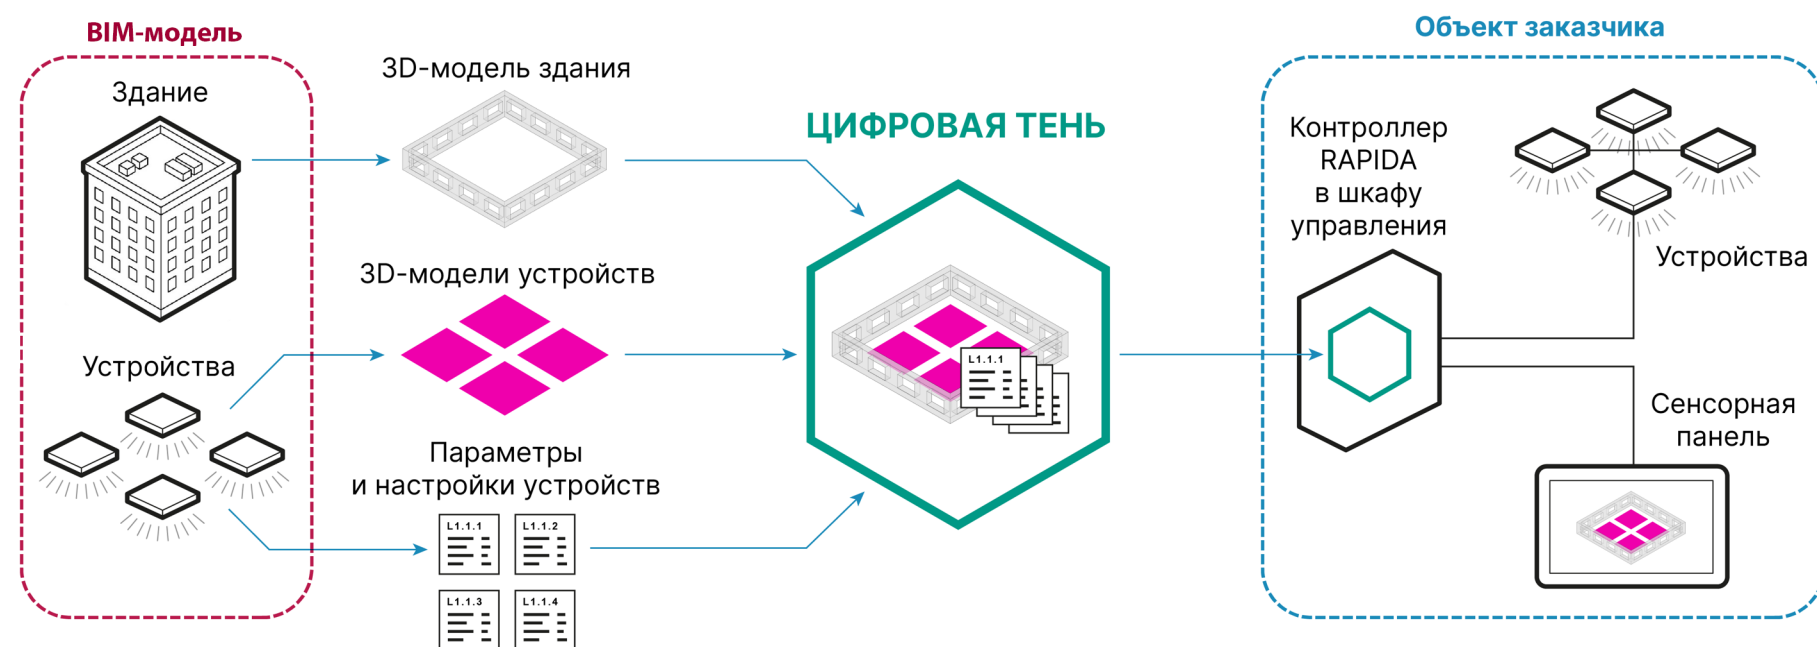 BIM-модель
Здание
Устройства
3D-модель здания
3D-модели устройств
Параметры
и настройки устройств
L1.1.1
L1.1.2
L1.1.3
L1.1.4
ЦИФРОВАЯ ТЕНЬ
L1.1.1
Объект заказчика
Контроллер
RAPIDA
в шкафу
управления
Устройства
Сенсорная
панель